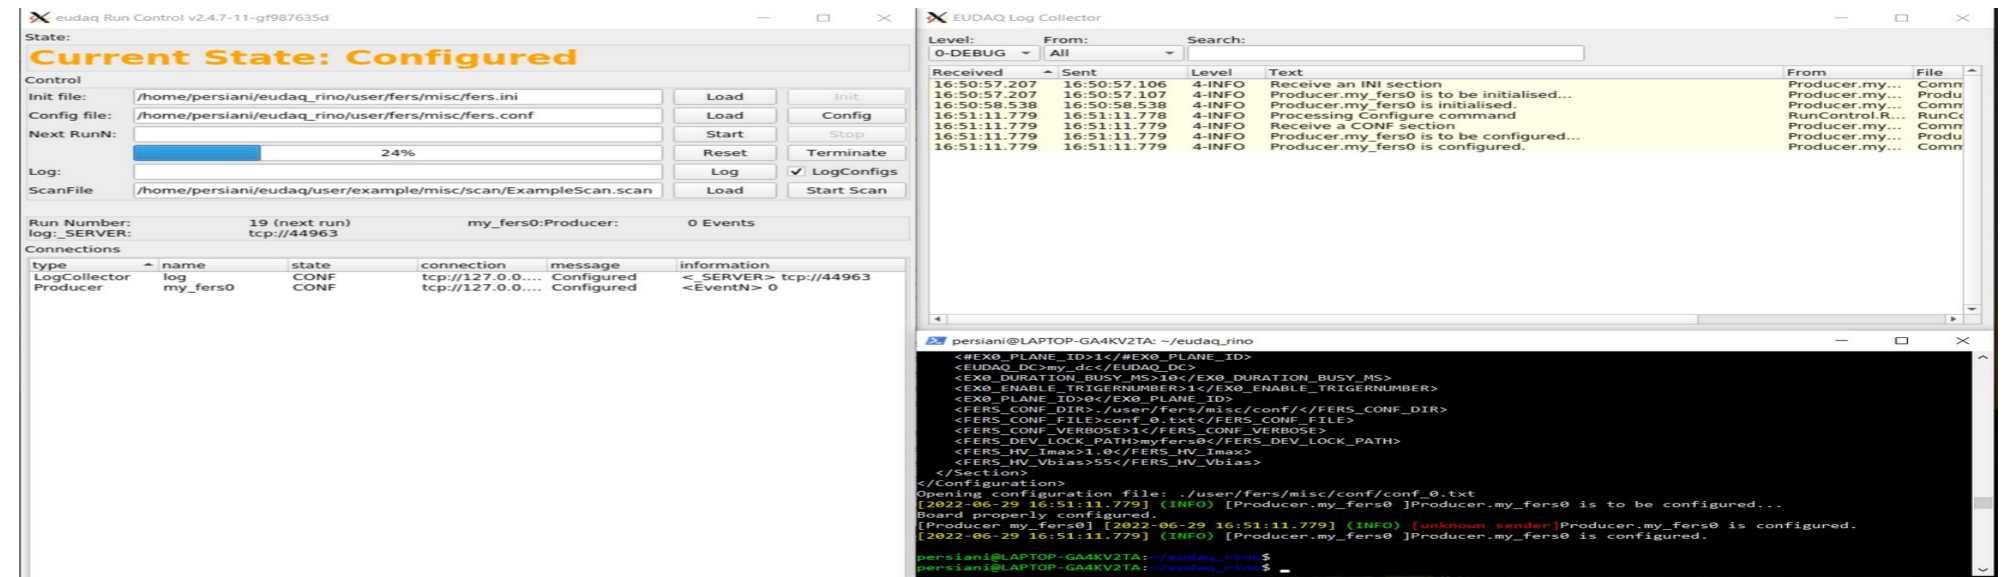 eudaq Run Control v2.4.7-11-gf987635d
State:
Current State: Configured
Control
Init file: /home/persiani/eudaq_rino/user/fers/misc/fers.ini Load Init
Config file: /home/persiani/eudaq_rino/user/fers/misc/fers.conf Load Config
Next RunN: Start Stop
24% Reset Terminate
Log: Log LogConfigs
ScanFile /home/persiani/eudaq/user/example/misc/scan/ExampleScan.scan Load Start Scan
Run Number: 19 (next run) my_fers0:Producer: 0 Events
log:_SERVER: tcp://44963
Connections
type name state connection message information
LogCollector log CONF tcp://127.0.0.... Configured <_SERVER> tcp://44963
Producer my_fers0 CONF tcp://127.0.0.... Configured <EventN> 0
EUDAQ Log Collector
Level: From: Search:
0-DEBUG All
Received Sent Level Text From File
16:50:57.207 16:50:57.106 4-INFO Receive an INI section Producer.my... Comm
16:50:57.207 16:50:57.107 4-INFO Producer.my_fers0 is to be initialised... Producer.my... Produ
16:50:58.538 16:50:58.538 4-INFO Producer.my_fers0 is initialised. Producer.my... Comm
16:51:11.779 16:51:11.778 4-INFO Processing Configure command RunControl.R... RunCo
16:51:11.779 16:51:11.779 4-INFO Receive a CONF section Producer.my... Comm
16:51:11.779 16:51:11.779 4-INFO Producer.my_fers0 is to be configured... Producer.my... Produ
16:51:11.779 16:51:11.779 4-INFO Producer.my_fers0 is configured. Producer.my... Comm
persiani@LAPTOP-GA4KV2TA: ~/eudaq_rino
<#EX0_PLANE_ID>1</#EX0_PLANE_ID>
<EUDAQ_DC>my_dc</EUDAQ_DC>
<EX0_DURATION_BUSY_MS>10</EX0_DURATION_BUSY_MS>
<EX0_ENABLE_TRIGERNUMBER>1</EX0_ENABLE_TRIGERNUMBER>
<EX0_PLANE_ID>0</EX0_PLANE_ID>
<FERS_CONF_DIR>./user/fers/misc/conf/</FERS_CONF_DIR>
<FERS_CONF_FILE>conf_0.txt</FERS_CONF_FILE>
<FERS_CONF_VERBOSE>1</FERS_CONF_VERBOSE>
<FERS_DEV_LOCK_PATH>myfers0</FERS_DEV_LOCK_PATH>
<FERS_HV_Imax>1.0</FERS_HV_Imax>
<FERS_HV_Vbias>55</FERS_HV_Vbias>
</Section>
</Configuration>
Opening configuration file: ./user/fers/misc/conf/conf_0.txt
[2022-06-29 16:51:11.779] (INFO) [Producer.my_fers0 ]Producer.my_fers0 is to be configured...
Board properly configured.
[Producer my_fers0] [2022-06-29 16:51:11.779] (INFO) [unknown sender]Producer.my_fers0 is configured.
[2022-06-29 16:51:11.779] (INFO) [Producer.my_fers0 ]Producer.my_fers0 is configured.
persiani@LAPTOP-GA4KV2TA:~/eudaq_rino$
persiani@LAPTOP-GA4KV2TA:~/eudaq_rino$ _